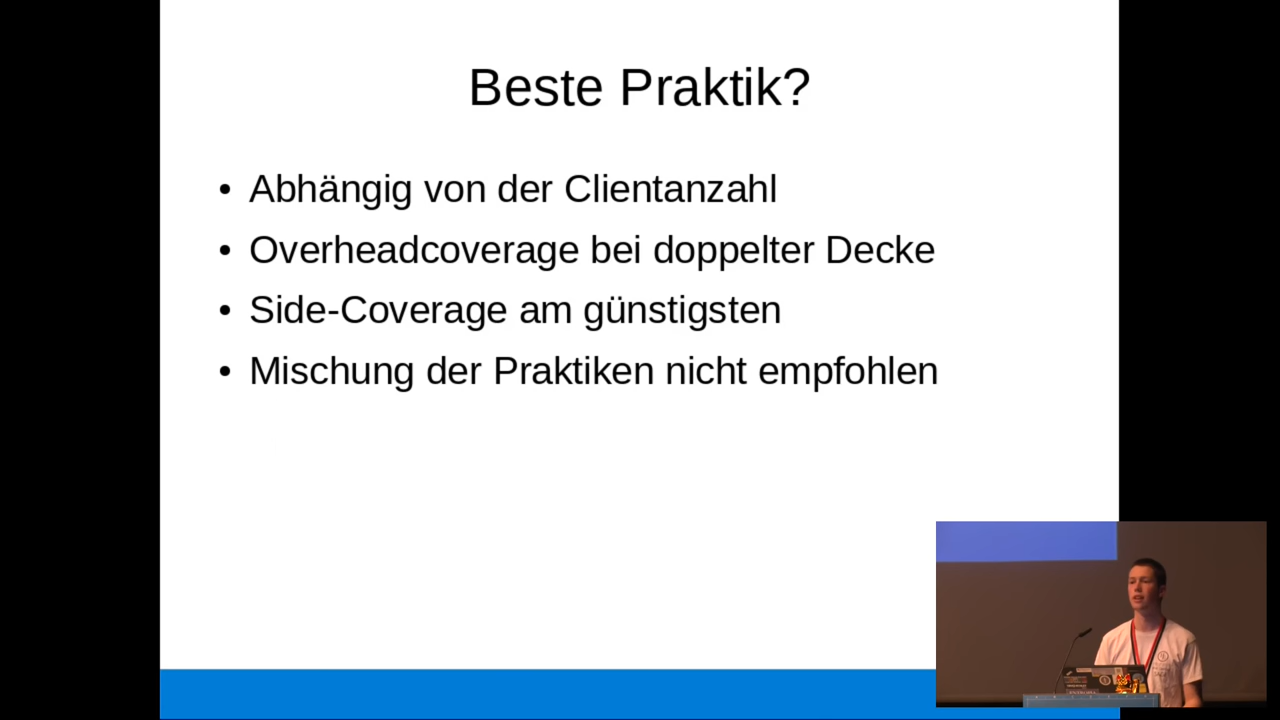 Beste Praktik?
• Abhängig von der Clientanzahl
• Overheadcoverage bei doppelter Decke
• Side-Coverage am günstigsten
• Mischung der Praktiken nicht empfohlen